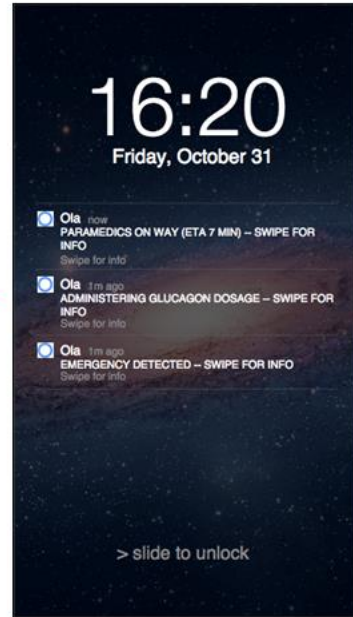 16:20
Friday, October 31
Ola now
PARAMEDICS ON WAY (ETA 7 MIN) – SWIPE FOR
INFO
Swipe for info
Ola 1m ago
ADMINISTERING GLUCAGON DOSAGE – SWIPE FOR
INFO
Swipe for info
Ola 1m ago
EMERGENCY DETECTED – SWIPE FOR INFO
Swipe for info
> slide to unlock